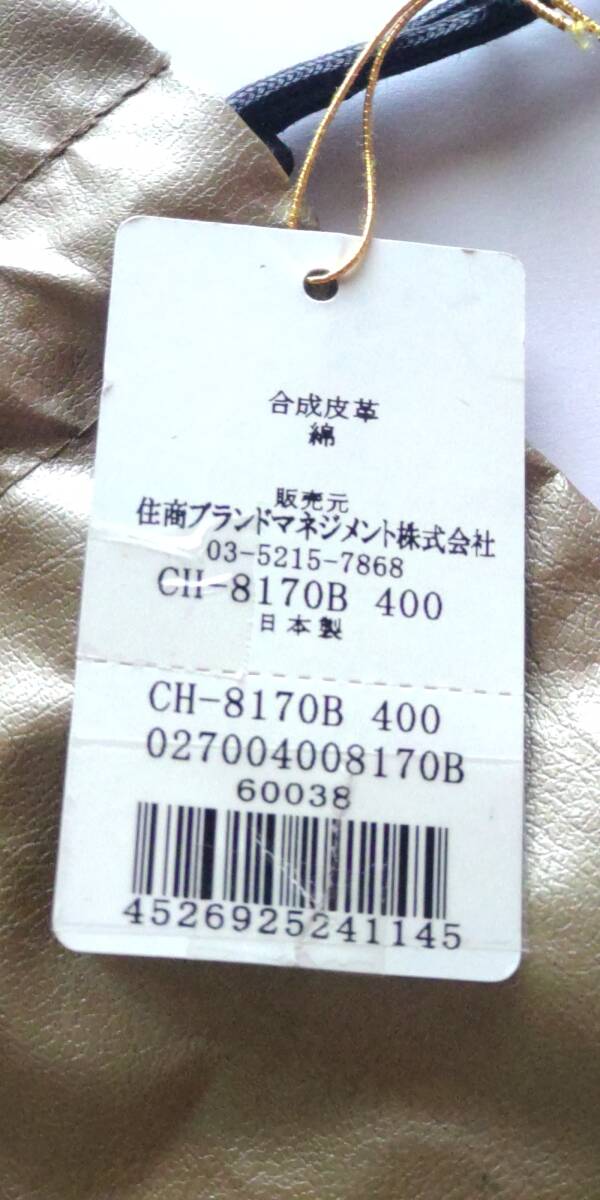 合成皮革
綿
販売元
住商ブランドマネジメント株式会社
03-5215-7868
CH-8170B 400
日本製
CH-8170B 400
027004008170B
60038
4526925241145